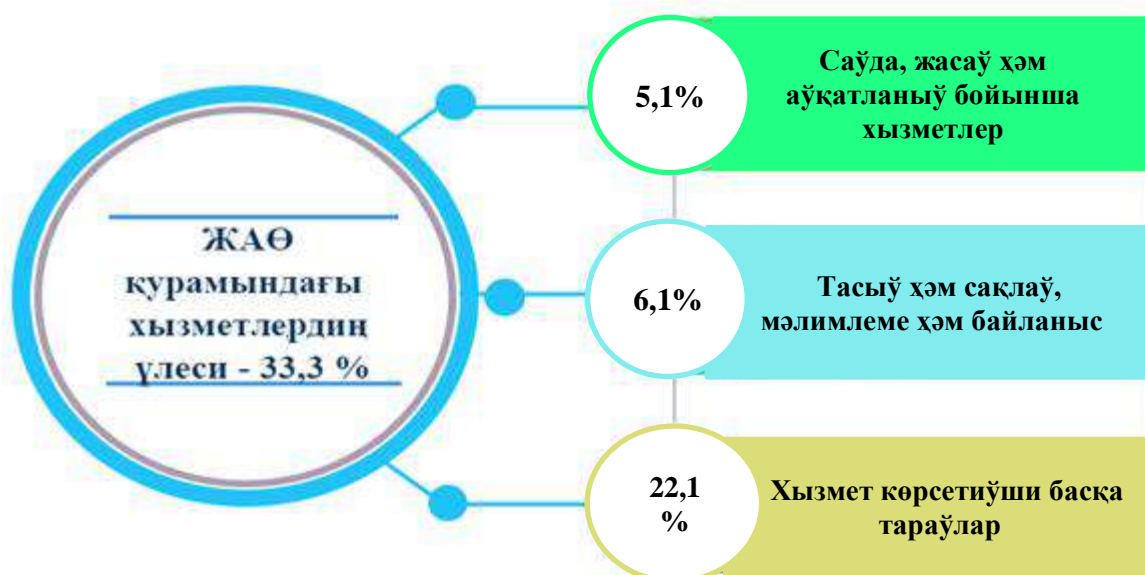 ЖАӨ
қурамындағы
хызметлердиң
үлеси - 33,3 %
5,1%
Саўда, жасаў ҳәм
аўқатланыў бойынша
хызметлер
6,1%
Тасыў ҳәм сақлаў,
мәлимлеме ҳәм байланыс
22,1
%
Хызмет көрсетиўши басқа
тараўлар